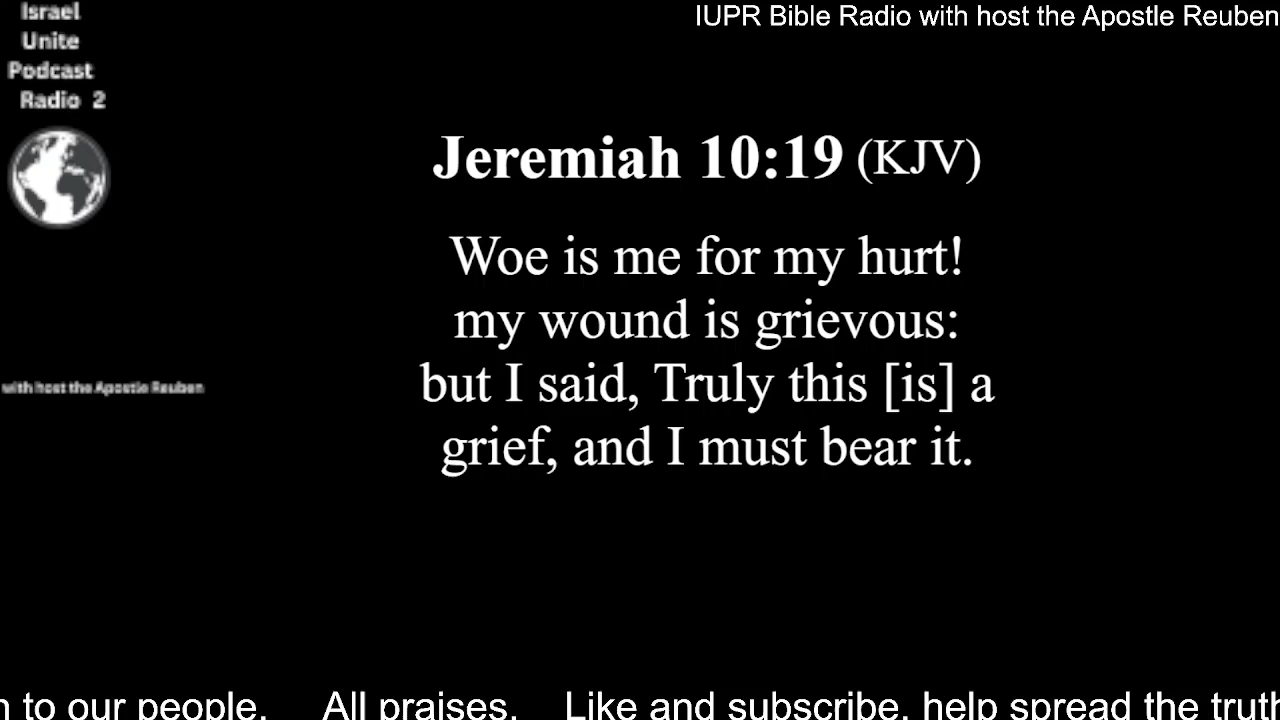 Israel
Unite
Podcast
Radio 2
IUPR Bible Radio with host the Apostle Reuben
Jeremiah 10:19 (KJV)
Woe is me for my hurt!
my wound is grievous:
but I said, Truly this [is] a
grief, and I must bear it.
with host the Apostle Reuben
to our people. All praises. Like and subscribe, help spread the